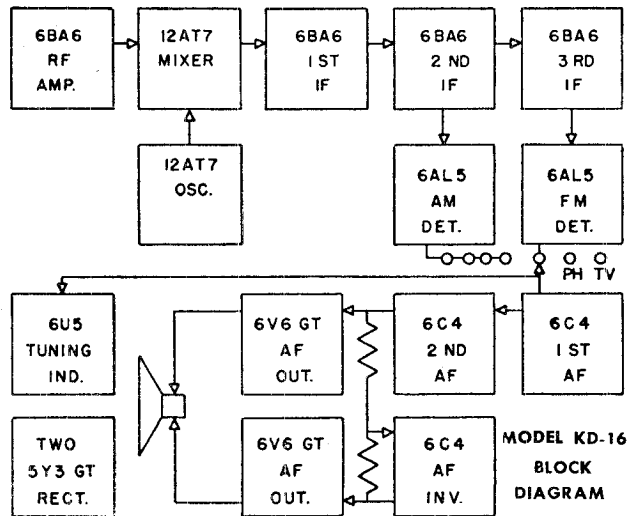 6BA6
RF
AMP.
12AT7
MIXER
6BA6
1 ST
IF
6BA6
2 ND
IF
6BA6
3 RD
IF
12AT7
OSC.
6AL5
AM
DET.
6AL5
FM
DET.
PH TV
6U5
TUNING
IND.
6V6 GT
AF
OUT.
6C4
2 ND
AF
6C4
1 ST
AF
TWO
5Y3 GT
RECT.
6V6 GT
AF
OUT.
6C4
AF
INV.
MODEL KD-16
BLOCK
DIAGRAM